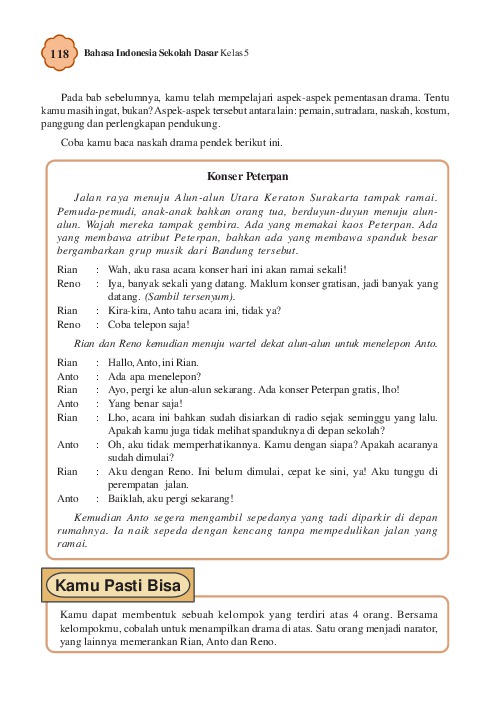 118 Bahasa Indonesia Sekolah Dasar Kelas 5
Pada bab sebelumnya, kamu telah mempelajari aspek-aspek pementasan drama. Tentu
kamu masih ingat, bukan? Aspek-aspek tersebut antara lain: pemain, sutradara, naskah, kostum,
panggung dan perlengkapan pendukung.
Coba kamu baca naskah drama pendek berikut ini.
Konser Peterpan
Jalan raya menuju Alun-alun Utara Keraton Surakarta tampak ramai.
Pemuda-pemudi, anak-anak bahkan orang tua, berduyun-duyun menuju alun-
alun. Wajah mereka tampak gembira. Ada yang memakai kaos Peterpan. Ada
yang membawa atribut Peterpan, bahkan ada yang membawa spanduk besar
bergambarkan grup musik dari Bandung tersebut.
Rian : Wah, aku rasa acara konser hari ini akan ramai sekali!
Reno : Iya, banyak sekali yang datang. Maklum konser gratisan, jadi banyak yang
datang. (Sambil tersenyum).
Rian : Kira-kira, Anto tahu acara ini, tidak ya?
Reno : Coba telepon saja!
Rian dan Reno kemudian menuju wartel dekat alun-alun untuk menelepon Anto.
Rian : Hallo, Anto, ini Rian.
Anto : Ada apa menelepon?
Rian : Ayo, pergi ke alun-alun sekarang. Ada konser Peterpan gratis, lho!
Anto : Yang benar saja!
Rian : Lho, acara ini bahkan sudah disiarkan di radio sejak seminggu yang lalu.
Apakah kamu juga tidak melihat spanduknya di depan sekolah?
Anto : Oh, aku tidak memperhatikannya. Kamu dengan siapa? Apakah acaranya
sudah dimulai?
Rian : Aku dengan Reno. Ini belum dimulai, cepat ke sini, ya! Aku tunggu di
perempatan jalan.
Anto : Baiklah, aku pergi sekarang!
Kemudian Anto segera mengambil sepedanya yang tadi diparkir di depan
rumahnya. Ia naik sepeda dengan kencang tanpa mempedulikan jalan yang
ramai.
Kamu Pasti Bisa
Kamu dapat membentuk sebuah kelompok yang terdiri atas 4 orang. Bersama
kelompokmu, cobalah untuk menampilkan drama di atas. Satu orang menjadi narator,
yang lainnya memerankan Rian, Anto dan Reno.